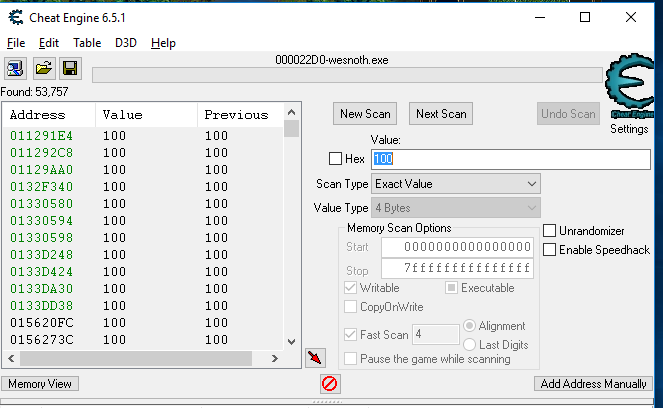 Cheat Engine 6.5.1
File Edit Table D3D Help
000022D0-wesnoth.exe
Found: 53,757
Address Value Previous
011291E4 100 100
011292C8 100 100
01129AA0 100 100
0132F340 100 100
01330580 100 100
01330594 100 100
01330598 100 100
0133D248 100 100
0133D424 100 100
0133DA30 100 100
0133DD38 100 100
015620FC 100 100
0156273C 100 100
New Scan Next Scan Undo Scan
Cheat Engine
Settings
Value:
Hex 100
Scan Type Exact Value
Value Type 4 Bytes
Memory Scan Options
Start 0000000000000000
Stop 7fffffffffffffff
Writable Executable
CopyOnWrite
Fast Scan 4 Alignment
Last Digits
Pause the game while scanning
Unrandomizer
Enable Speedhack
Memory View Add Address Manually